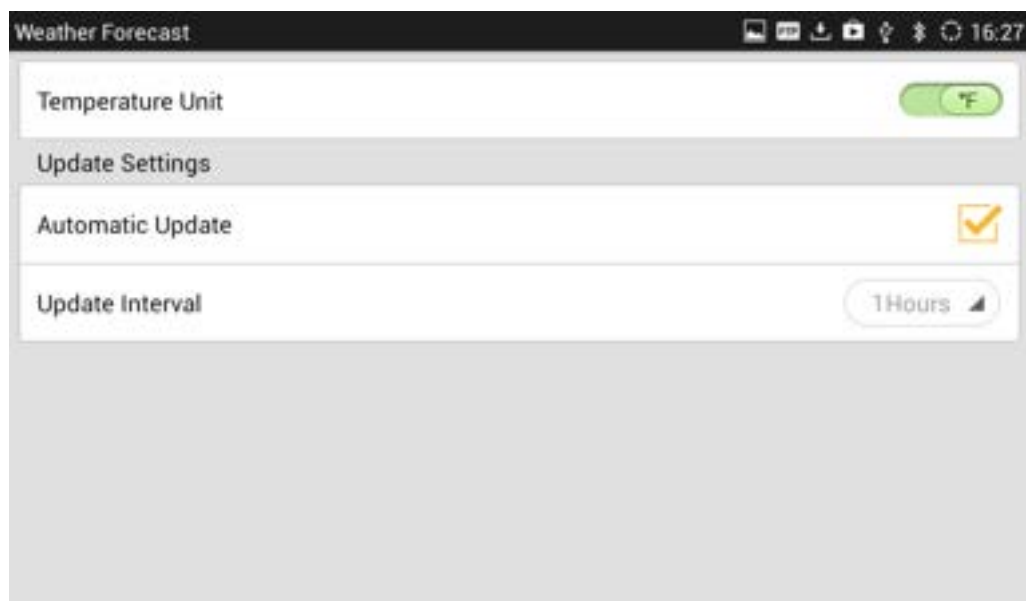 Weather Forecast 16:27
Temperature Unit °F
Update Settings
Automatic Update
Update Interval 1Hours